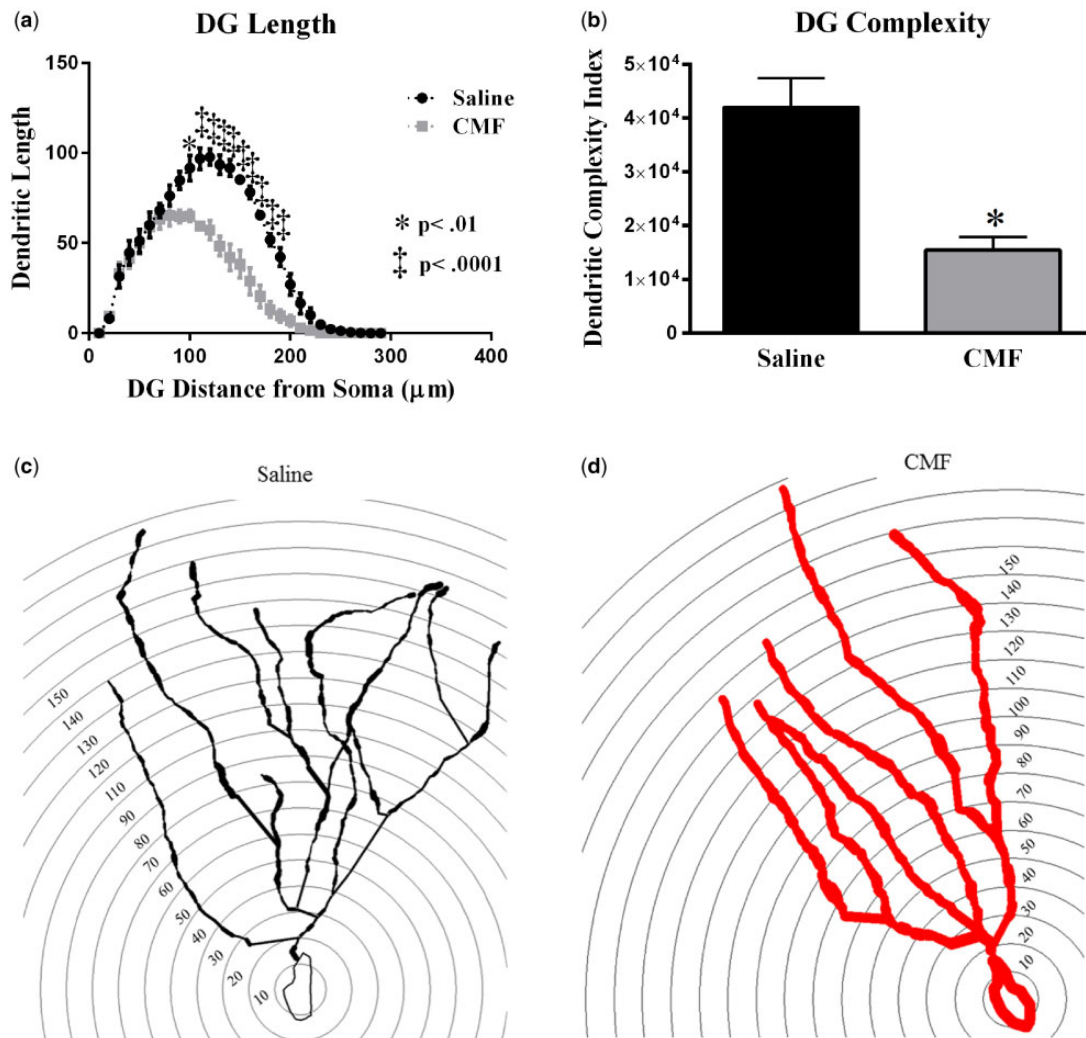 (a)
DG Length
Dendritic Length
150
100
50
0
Saline
CMF
*
‡‡‡‡‡‡‡‡‡
* p< .01
‡ p< .0001
0 100 200 300 400
DG Distance from Soma (μm)
(b)
DG Complexity
Dendritic Complexity Index
5×10⁴
4×10⁴
3×10⁴
2×10⁴
1×10⁴
0
*
Saline CMF
(c)
Saline
150
140
130
120
110
90
80
70
60
50
40
30
20
10
(d)
CMF
150
140
130
120
110
100
90
80
70
60
50
40
30
20
10